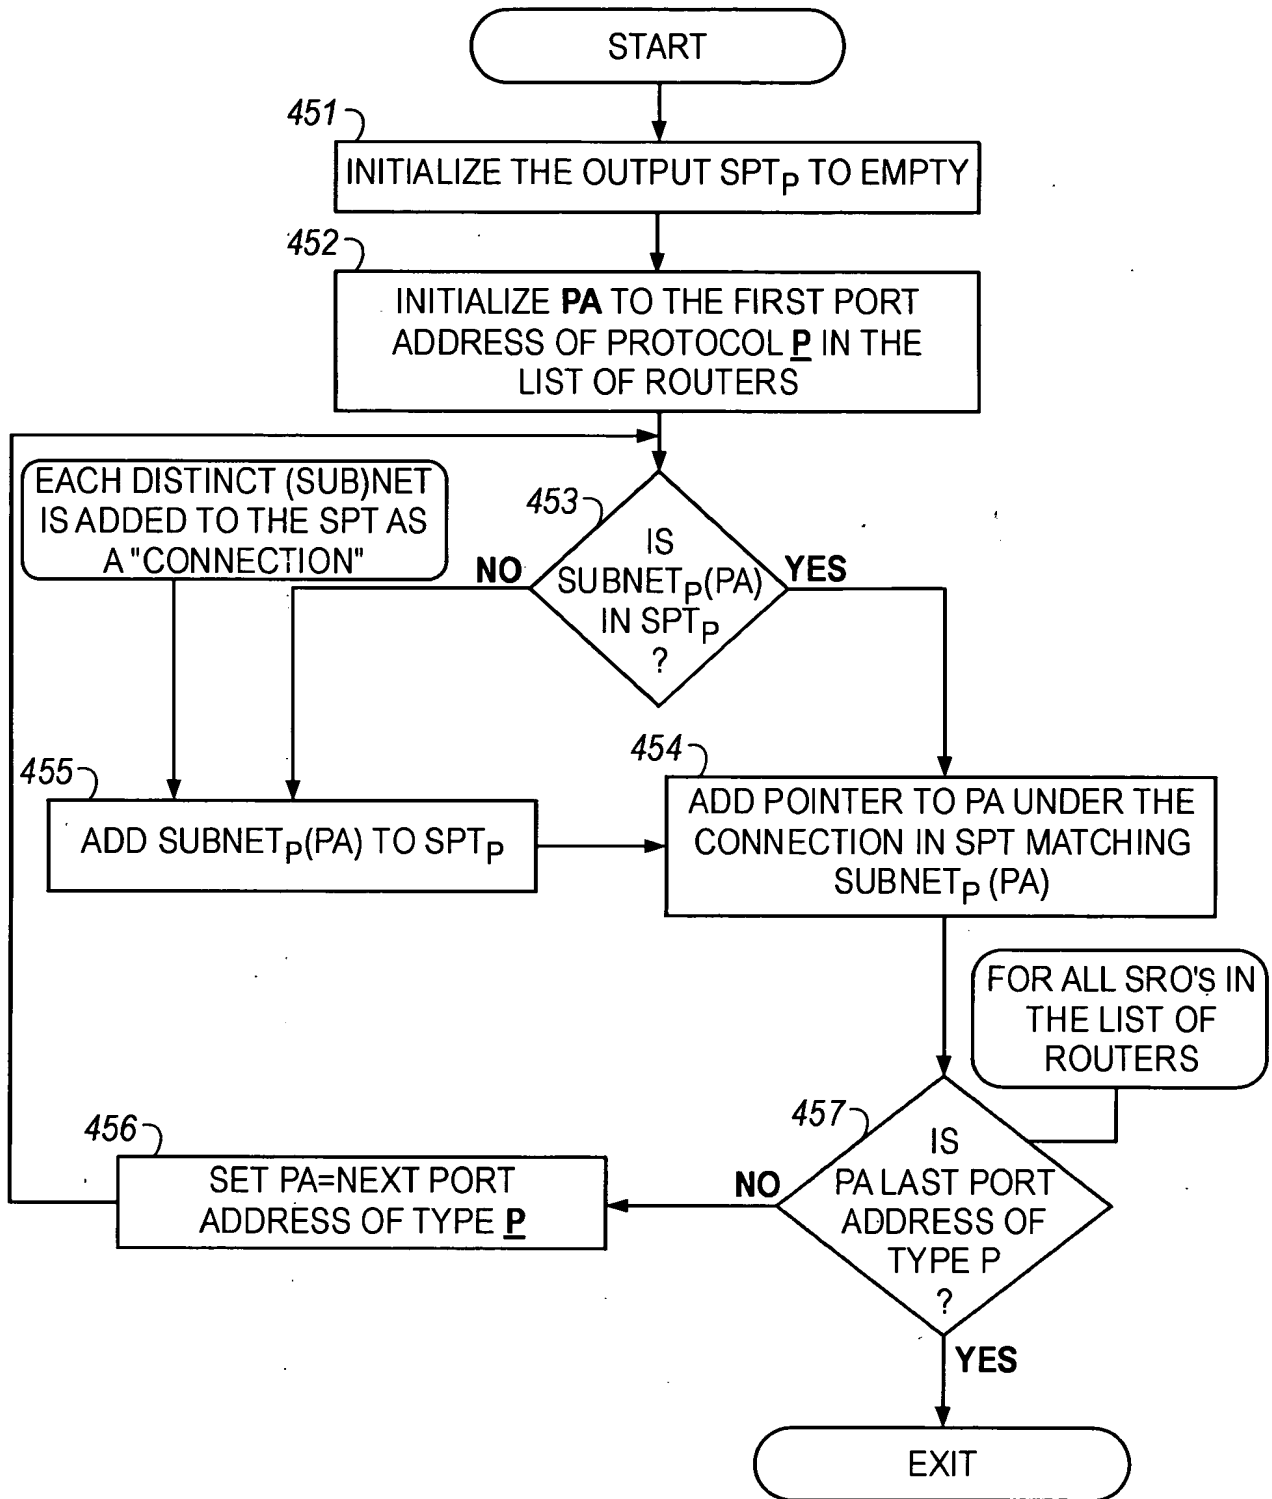 START
451
INITIALIZE THE OUTPUT SPTP TO EMPTY
452
INITIALIZE PA TO THE FIRST PORT
ADDRESS OF PROTOCOL P IN THE
LIST OF ROUTERS
EACH DISTINCT (SUB)NET
IS ADDED TO THE SPT AS
A "CONNECTION"
453
IS
SUBNETP(PA)
IN SPTP
?
NO
YES
455
ADD SUBNETP(PA) TO SPTP
454
ADD POINTER TO PA UNDER THE
CONNECTION IN SPT MATCHING
SUBNETP (PA)
FOR ALL SRO'S IN
THE LIST OF
ROUTERS
457
IS
PA LAST PORT
ADDRESS OF
TYPE P
?
NO
456
SET PA=NEXT PORT
ADDRESS OF TYPE P
YES
EXIT